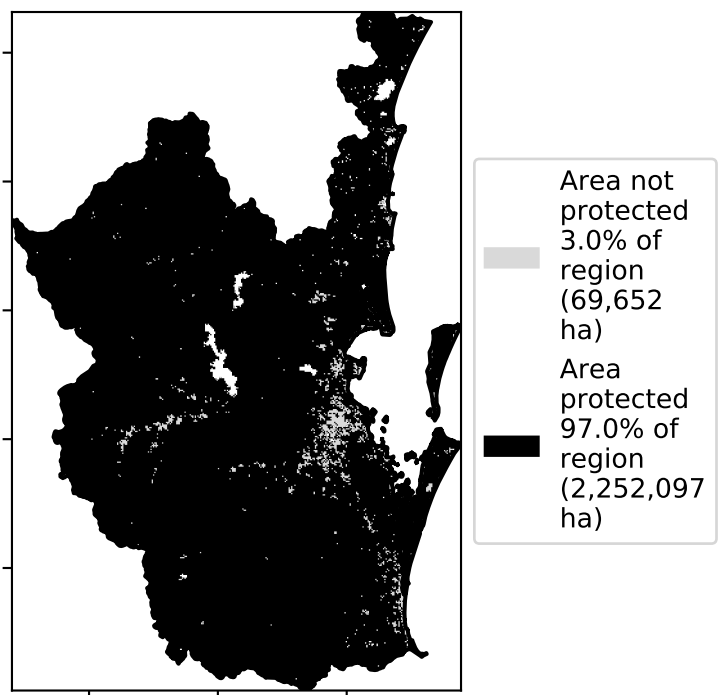 Area not
protected
3.0% of
region
(69,652
ha)
Area
protected
97.0% of
region
(2,252,097
ha)